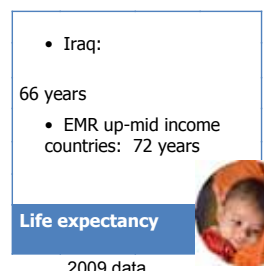 • Iraq:
66 years
• EMR up-mid income
countries: 72 years
Life expectancy
2009 data